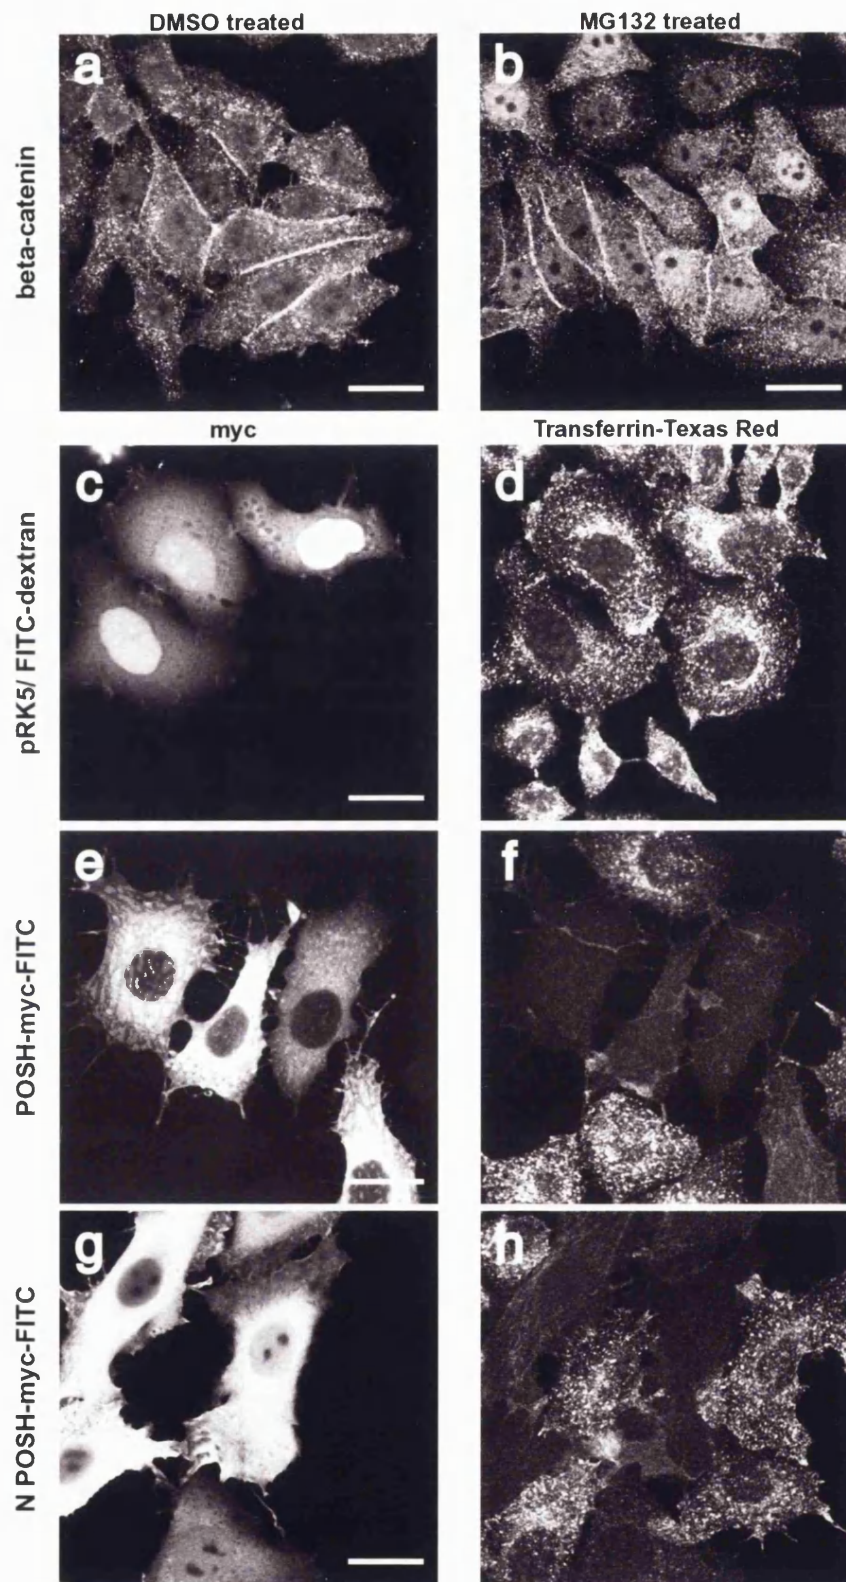 DMSO treated
MG132 treated
beta-catenin
a
b
myc
Transferrin-Texas Red
pRK5/ FITC-dextran
c
d
POSH-myc-FITC
e
f
N POSH-myc-FITC
g
h